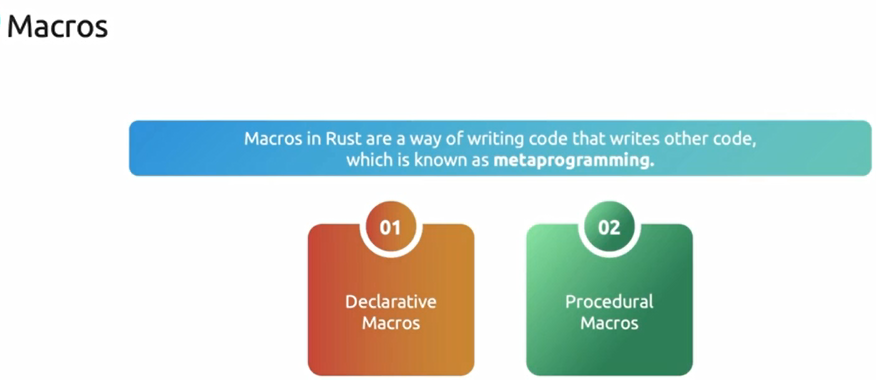 Macros
Macros in Rust are a way of writing code that writes other code,
which is known as metaprogramming.
01
02
Declarative
Macros
Procedural
Macros